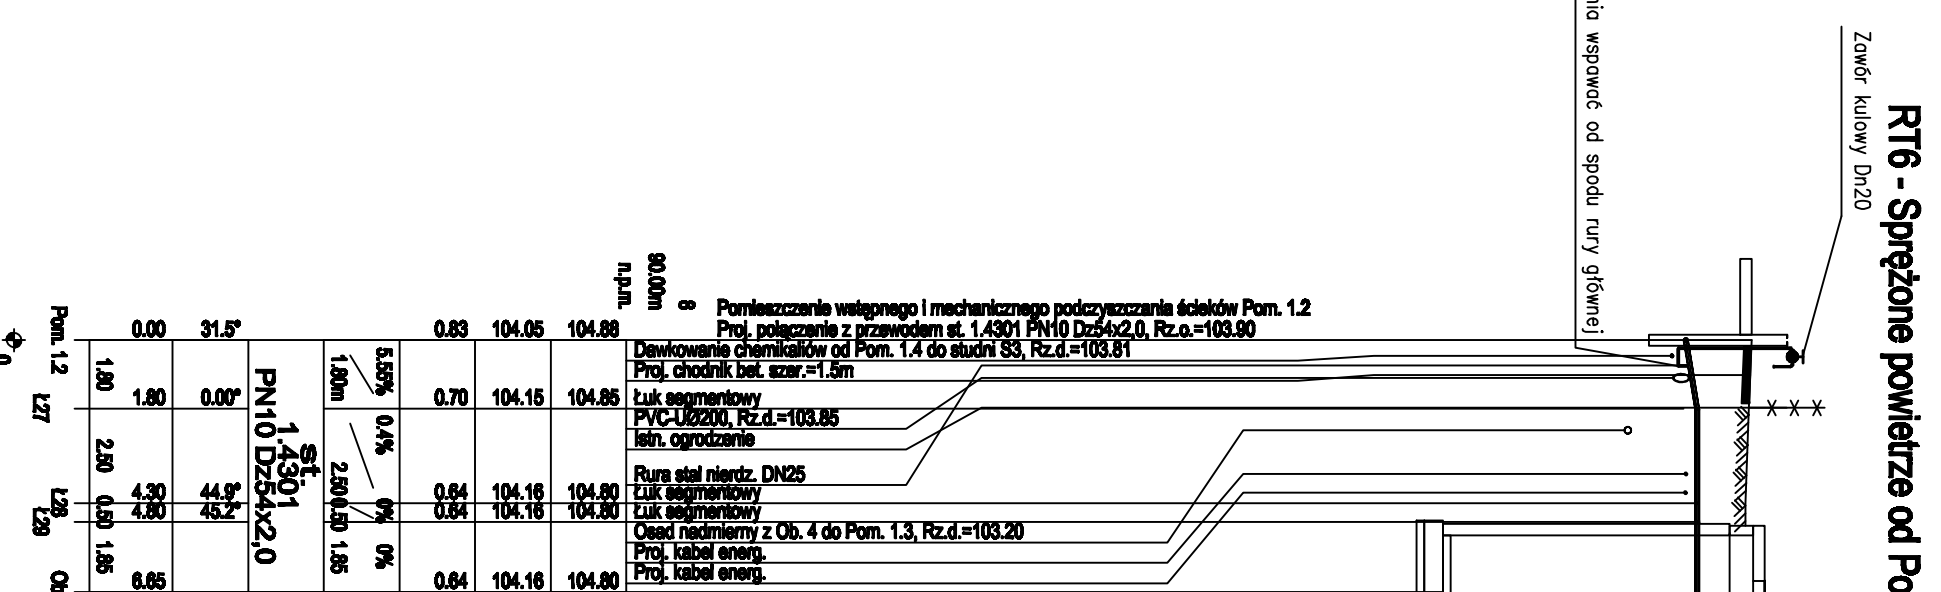 RT6 - Sprężone powietrze od
Zawór kulowy Dn20
wspawać od spodu rury głównej
90.00m
n.p.m.
8
Pomieszczenie wstępnego i mechanicznego podczyszczania ścieków Pom. 1.2
Proj. połączenie z przewodem st. 1.4301 PN10 Dz54x2,0, Rz.o.=103.90
Dawkowanie chemikaliów od Pom. 1.4 do studni S3, Rz.d.=103.81
Proj. chodnik bet. szer.=1.5m
Łuk segmentowy
PVC-UØ200, Rz.d.=103.85
Istn. ogrodzenie
Rura stal nierdz. DN25
Łuk segmentowy
Łuk segmentowy
Osad nadmierny z Ob. 4 do Pom. 1.3, Rz.d.=103.20
Proj. kabel energ.
Proj. kabel energ.
104.88 104.85 104.80 104.80 104.80
104.05 104.15 104.16 104.16 104.16
0.83 0.70 0.64 0.64 0.64
5.55% 0.4% 0% 0%
1.80m 2.50 0.50 1.85
st.
1.4301
PN10 Dz54x2,0
31.5° 0.00° 44.9° 45.2°
0.00 1.80 4.30 4.80 6.65
1.80 2.50 0.50 1.85
Pom. 1.2 Ł27 Ł28 Ł29